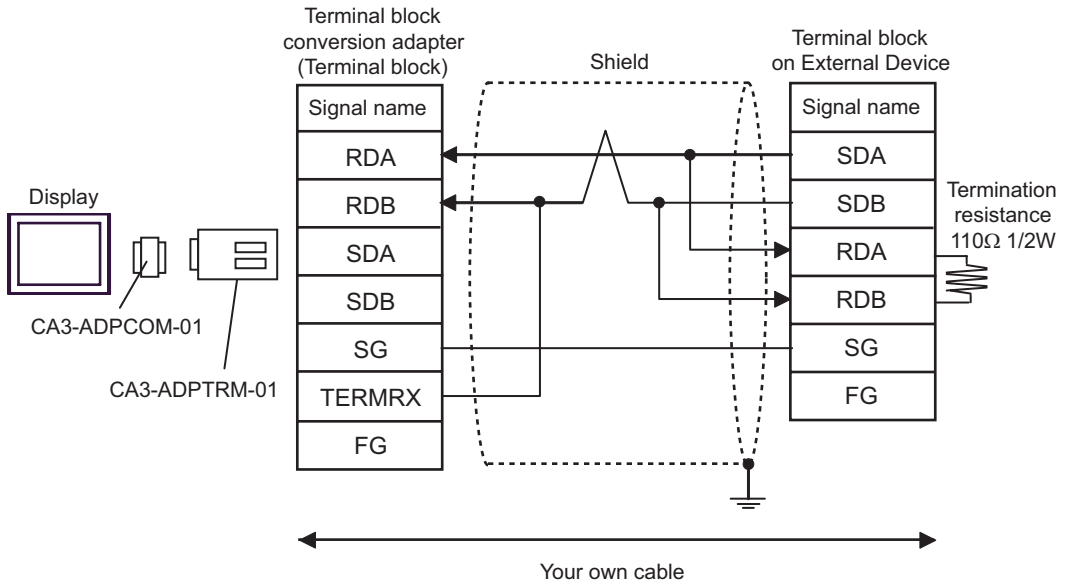 Terminal block
conversion adapter
(Terminal block)
Shield
Terminal block
on External Device
Signal name
RDA
RDB
SDA
SDB
SG
TERMRX
FG
Signal name
SDA
SDB
RDA
RDB
SG
FG
Termination
resistance
110Ω 1/2W
Display
CA3-ADPCOM-01
CA3-ADPTRM-01
Your own cable